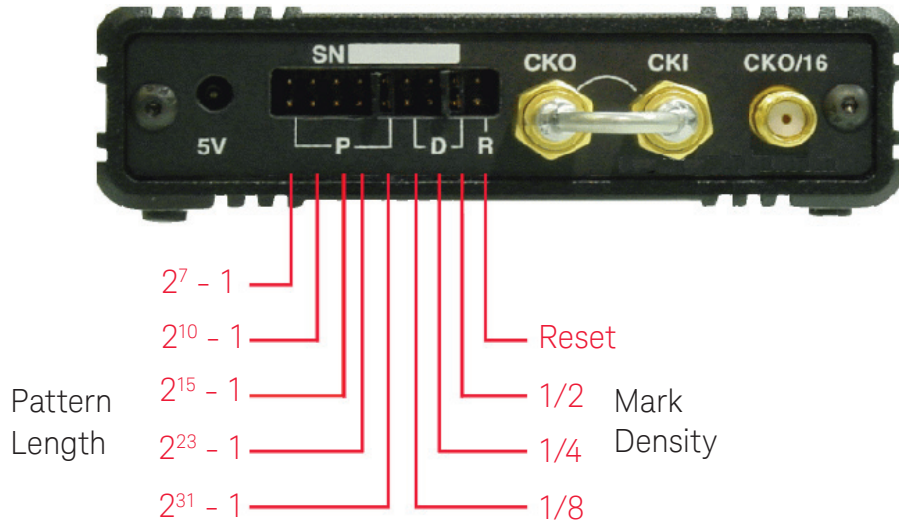 SN
CKO CKI CKO/16
5V P D R
2⁷ - 1
2¹⁰ - 1 Reset
2¹⁵ - 1 1/2
Pattern Length
2²³ - 1 1/4
Mark Density
2³¹ - 1 1/8